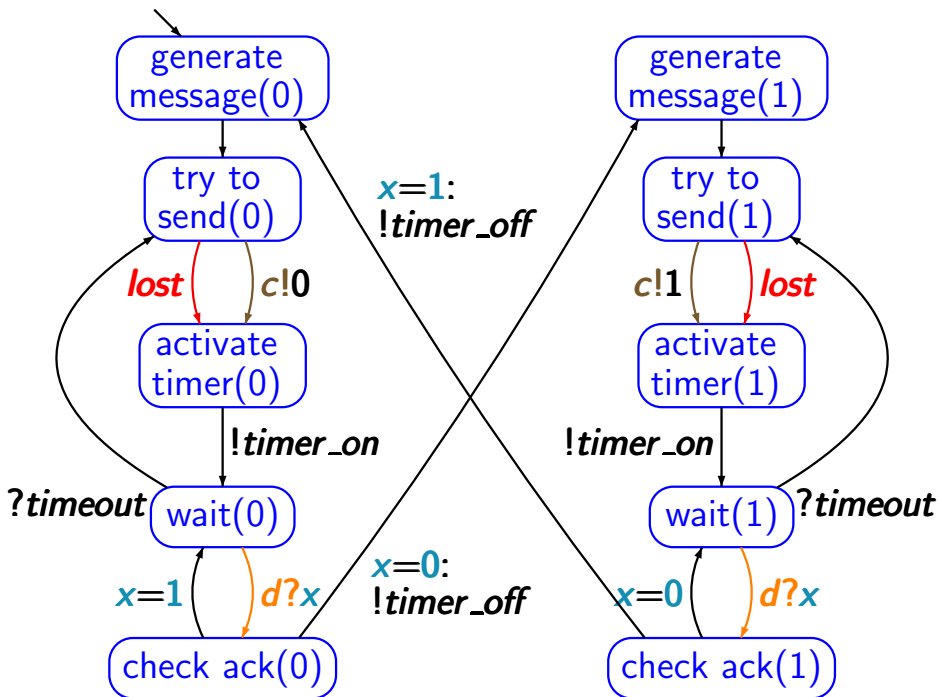 generate
message(0)
generate
message(1)
try to
send(0)
x=1:
!timer_off
try to
send(1)
lost
c!0
c!1
lost
activate
timer(0)
activate
timer(1)
!timer_on
!timer_on
?timeout
wait(0)
wait(1)
?timeout
x=1
d?x
x=0:
!timer_off
x=0
d?x
check ack(0)
check ack(1)